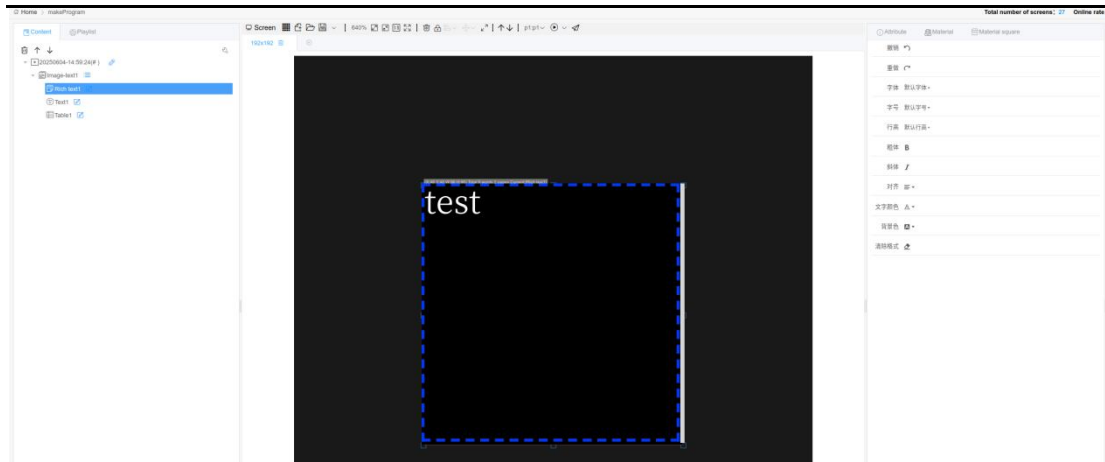 Home / makeProgram
Total number of screens: 27 Online rate
Content Playlist
Screen 640% p1:p1
Attribute Material Material square
192x192
撤销
20250604-14:59:24(# )
重做
Image-text1
Rich text1
字体 默认字体
Text1
字号 默认字号
Table1
行高 默认行高
粗体 B
斜体 I
对齐
test
文字颜色 A
背景色
清除格式